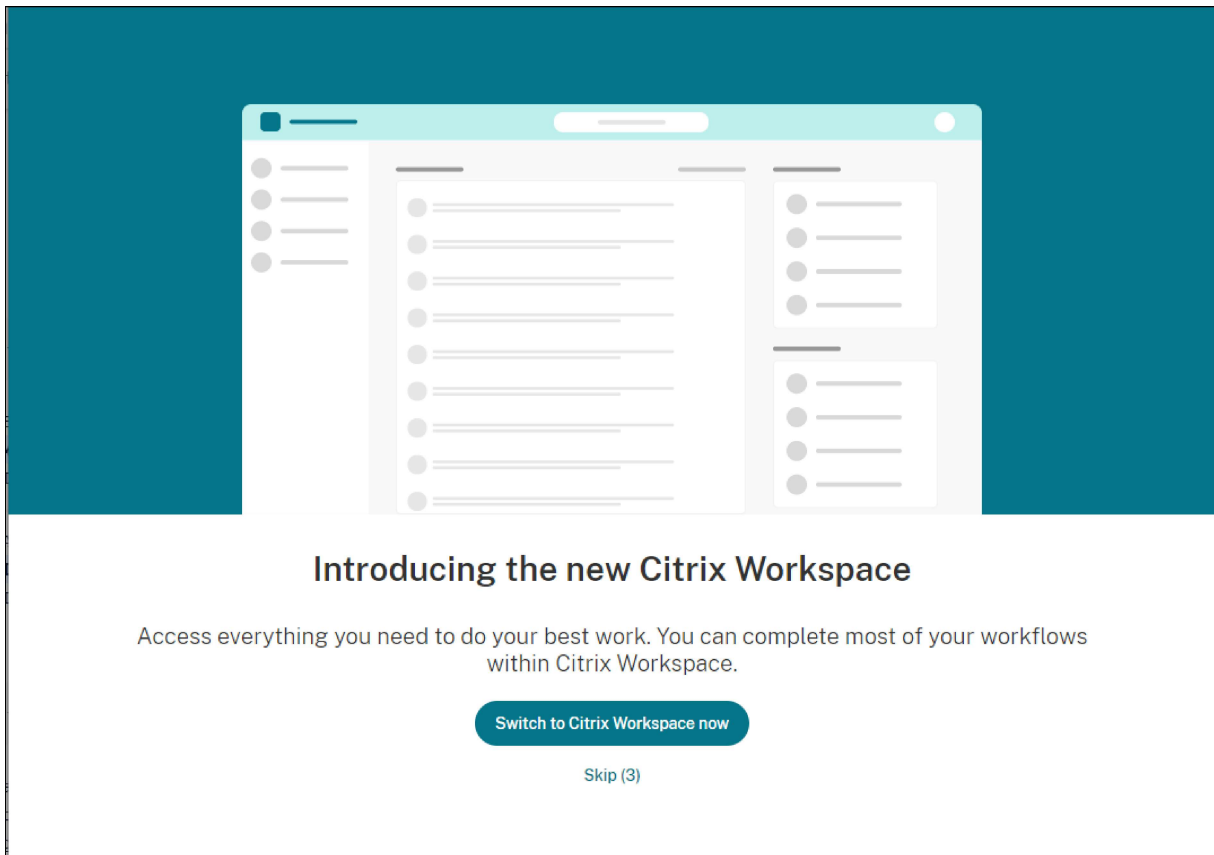 Introducing the new Citrix Workspace
Access everything you need to do your best work. You can complete most of your workflows
within Citrix Workspace.
Switch to Citrix Workspace now
Skip (3)